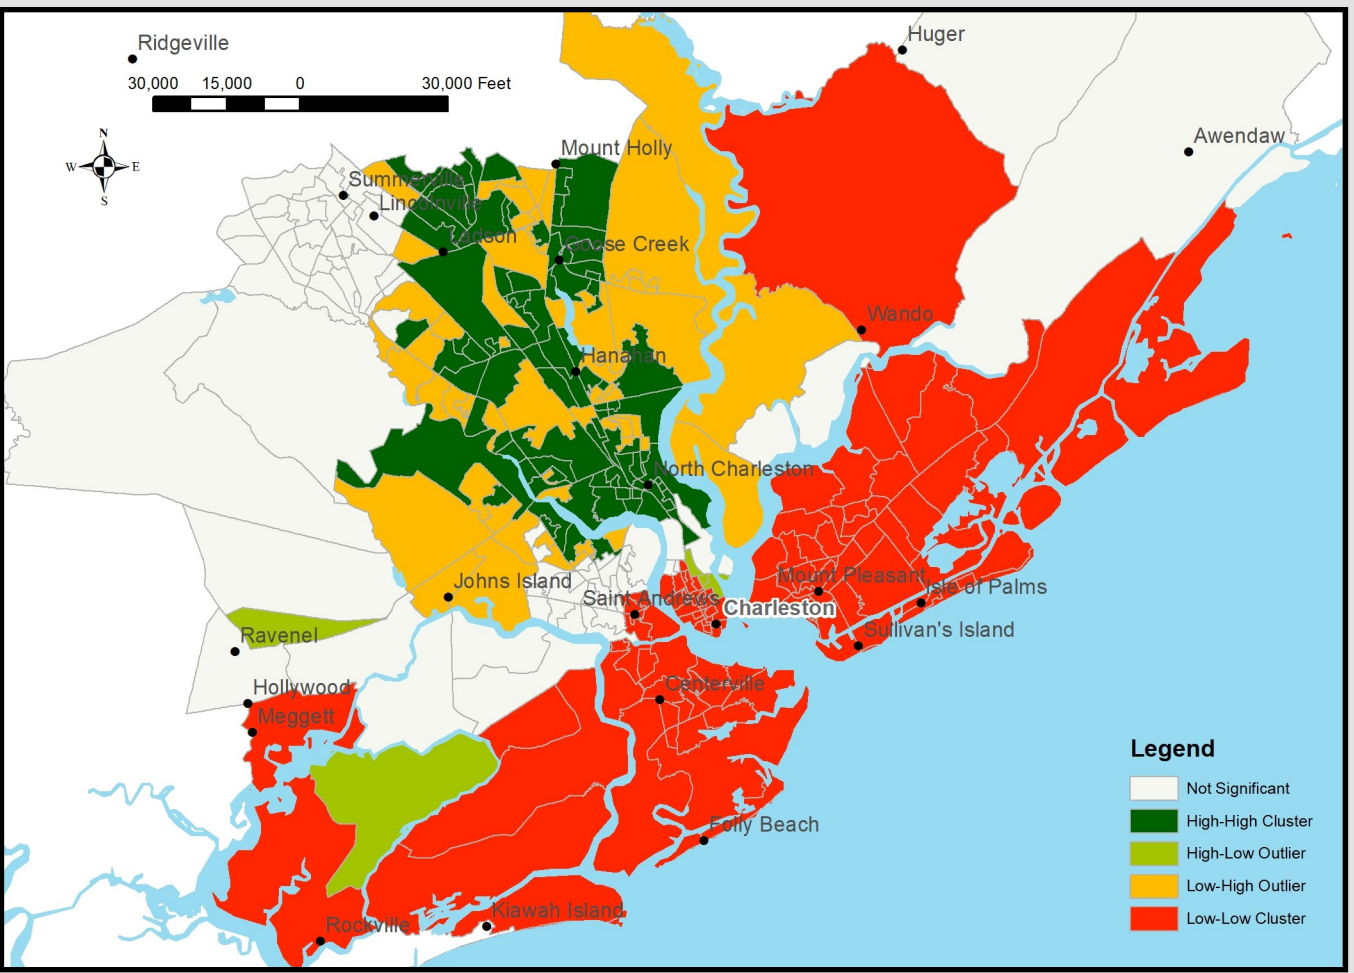 Ridgeville
Huger
30,000 15,000 0 30,000 Feet
N
W E
S
Awendaw
Mount Holly
Summerville
Lincolnville
Ladson
Goose Creek
Wando
Hanahan
North Charleston
Johns Island
Mount Pleasant
Isle of Palms
Saint Andrews
Charleston
Ravenel
Sullivan's Island
Hollywood
Centerville
Meggett
Legend
Not Significant
High-High Cluster
Folly Beach
High-Low Outlier
Low-High Outlier
Kiawah Island
Low-Low Cluster
Rockville